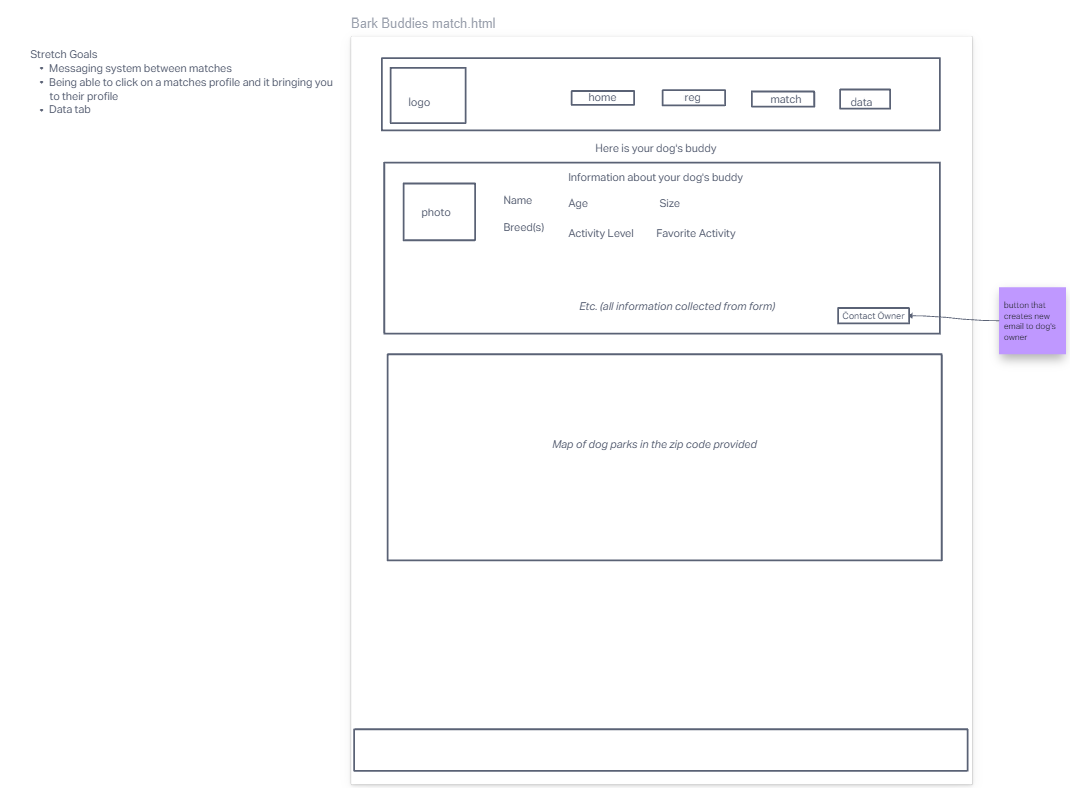 Bark Buddies match.html
Stretch Goals
• Messaging system between matches
• Being able to click on a matches profile and it bringing you
to their profile
• Data tab
logo
home
reg
match
data
Here is your dog's buddy
Information about your dog's buddy
photo
Name
Age
Size
Breed(s)
Activity Level
Favorite Activity
Etc. (all information collected from form)
Contact Owner
button that
creates new
email to dog's
owner
Map of dog parks in the zip code provided